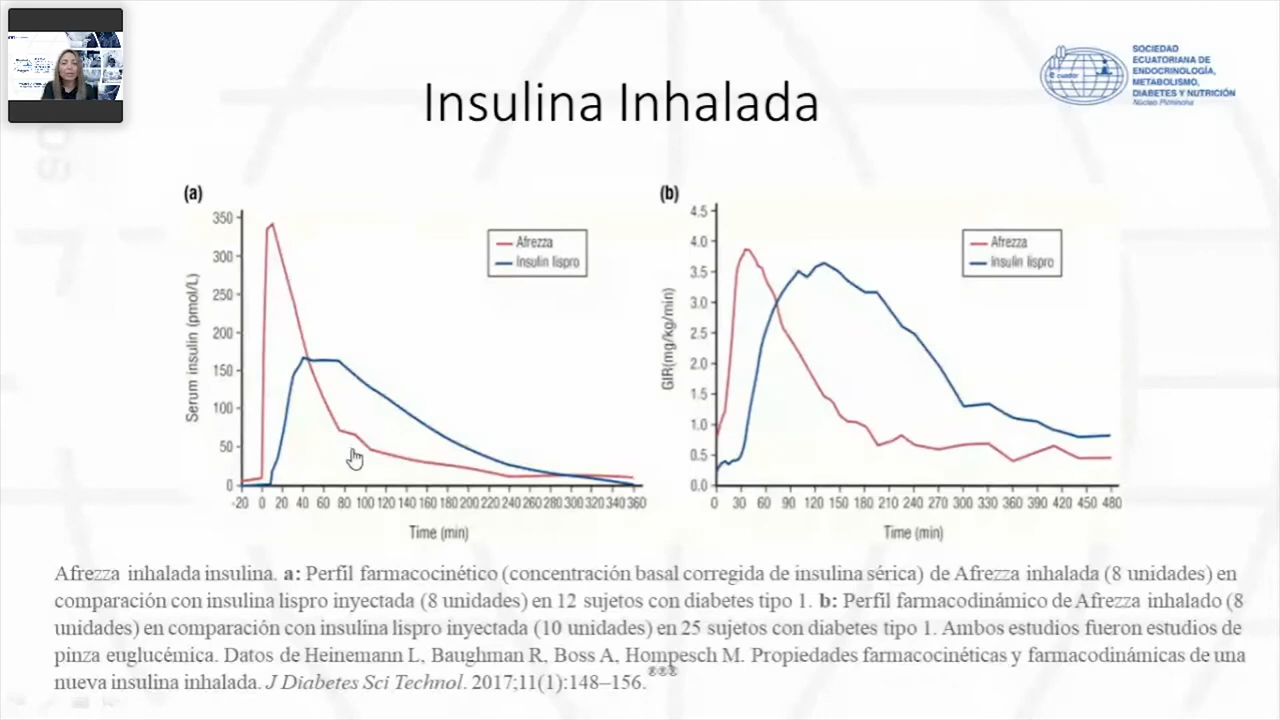 SOCIEDAD
ECUATORIANA DE
ENDOCRINOLOGÍA,
METABOLISMO,
DIABETES Y NUTRICIÓN
Núcleo Pichincha
ecuador
Insulina Inhalada
(a)
350
300
250
200
150
100
50
0
Serum insulin (pmol/L)
Afrezza
Insulin lispro
-20 0 20 40 60 80 100 120 140 160 180 200 220 240 260 280 300 320 340 360
Time (min)
(b)
4.5
4.0
3.5
3.0
2.5
2.0
1.5
1.0
0.5
0.0
GIR(mg/kg/min)
Afrezza
Insulin lispro
0 30 60 90 120 150 180 210 240 270 300 330 360 390 420 450 480
Time (min)
Afrezza inhalada insulina. a: Perfil farmacocinético (concentración basal corregida de insulina sérica) de Afrezza inhalada (8 unidades) en
comparación con insulina lispro inyectada (8 unidades) en 12 sujetos con diabetes tipo 1. b: Perfil farmacodinámico de Afrezza inhalado (8
unidades) en comparación con insulina lispro inyectada (10 unidades) en 25 sujetos con diabetes tipo 1. Ambos estudios fueron estudios de
pinza euglucémica. Datos de Heinemann L, Baughman R, Boss A, Hompesch M. Propiedades farmacocinéticas y farmacodinámicas de una
nueva insulina inhalada. J Diabetes Sci Technol. 2017;11(1):148–156.